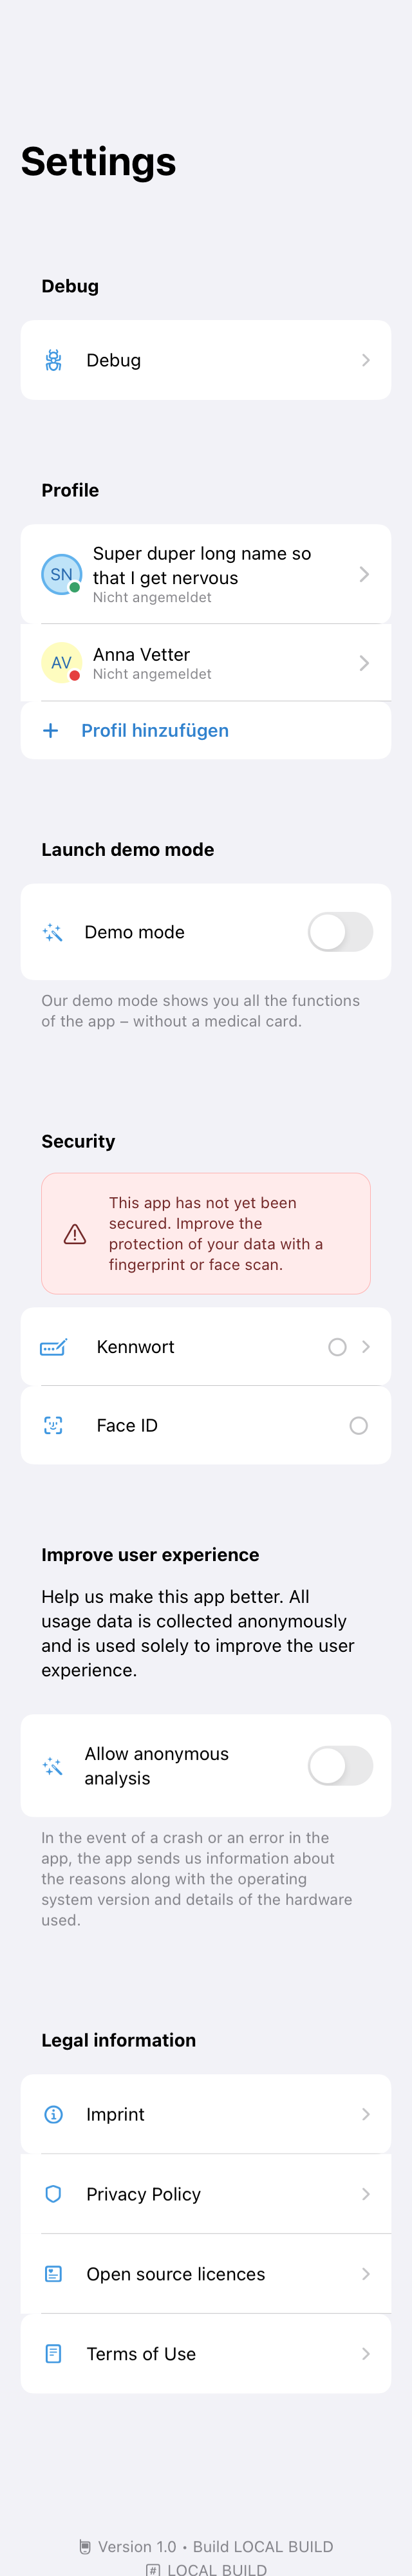 Settings
Debug
Debug
Profile
SN
Super duper long name so
that I get nervous
Nicht angemeldet
AV
Anna Vetter
Nicht angemeldet
+ Profil hinzufügen
Launch demo mode
Demo mode
Our demo mode shows you all the functions
of the app – without a medical card.
Security
This app has not yet been
secured. Improve the
protection of your data with a
fingerprint or face scan.
Kennwort
Face ID
Improve user experience
Help us make this app better. All
usage data is collected anonymously
and is used solely to improve the user
experience.
Allow anonymous
analysis
In the event of a crash or an error in the
app, the app sends us information about
the reasons along with the operating
system version and details of the hardware
used.
Legal information
Imprint
Privacy Policy
Open source licences
Terms of Use
Version 1.0 • Build LOCAL BUILD
# LOCAL BUILD